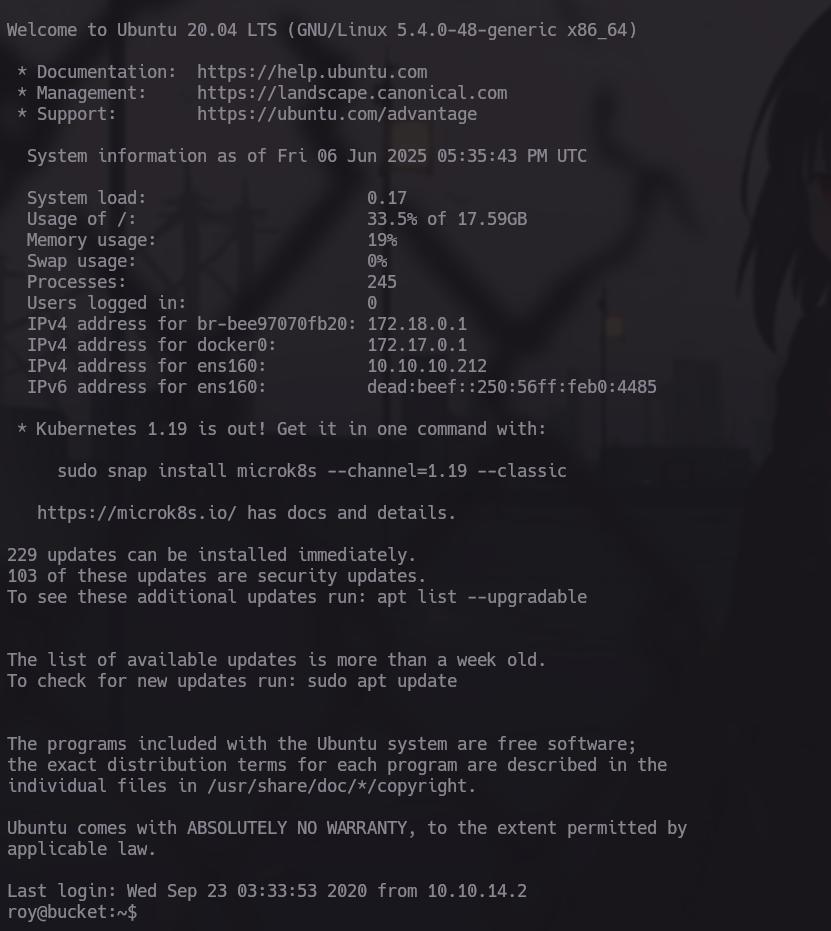 Welcome to Ubuntu 20.04 LTS (GNU/Linux 5.4.0-48-generic x86_64)
* Documentation:  https://help.ubuntu.com
* Management:     https://landscape.canonical.com
* Support:        https://ubuntu.com/advantage
System information as of Fri 06 Jun 2025 05:35:43 PM UTC
System load:                      0.17
Usage of /:                       33.5% of 17.59GB
Memory usage:                     19%
Swap usage:                       0%
Processes:                        245
Users logged in:                  0
IPv4 address for br-bee97070fb20: 172.18.0.1
IPv4 address for docker0:         172.17.0.1
IPv4 address for ens160:          10.10.10.212
IPv6 address for ens160:          dead:beef::250:56ff:feb0:4485
* Kubernetes 1.19 is out! Get it in one command with:
sudo snap install microk8s --channel=1.19 --classic
https://microk8s.io/ has docs and details.
229 updates can be installed immediately.
103 of these updates are security updates.
To see these additional updates run: apt list --upgradable
The list of available updates is more than a week old.
To check for new updates run: sudo apt update
The programs included with the Ubuntu system are free software;
the exact distribution terms for each program are described in the
individual files in /usr/share/doc/*/copyright.
Ubuntu comes with ABSOLUTELY NO WARRANTY, to the extent permitted by
applicable law.
Last login: Wed Sep 23 03:33:53 2020 from 10.10.14.2
roy@bucket:~$